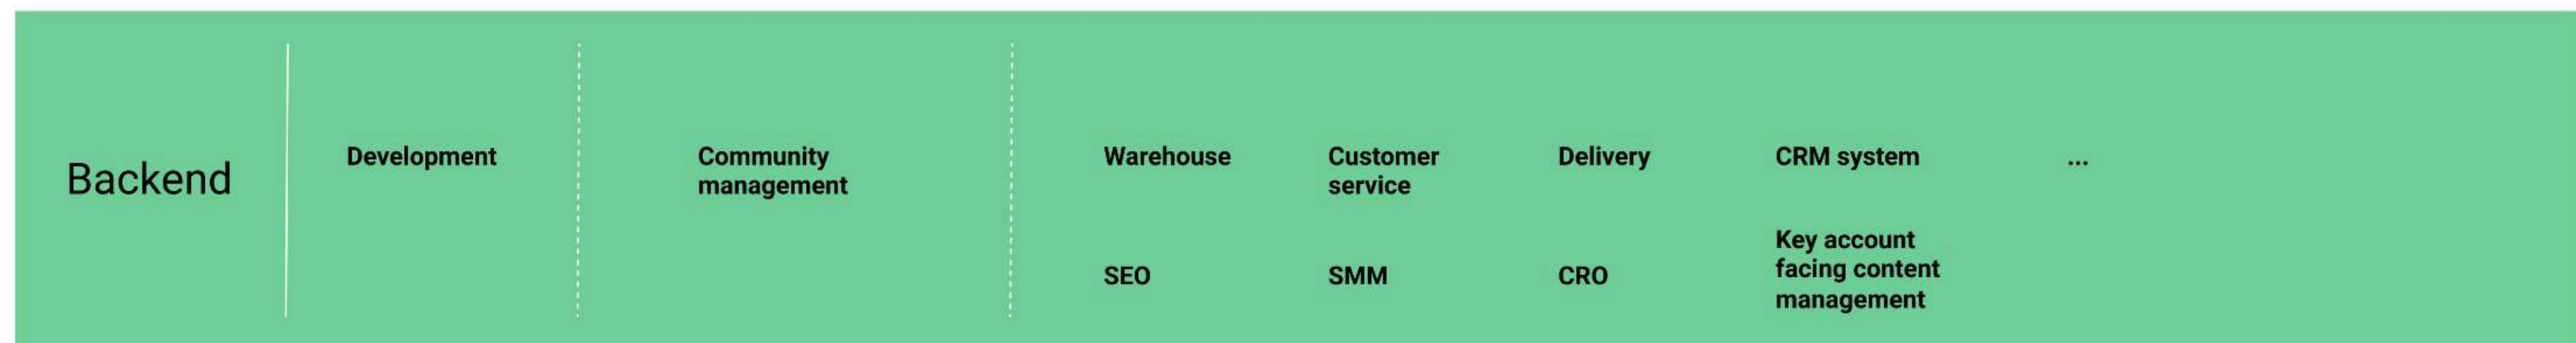 Backend
Development
Community
management
Warehouse
Customer
service
Delivery
CRM system
...
SEO
SMM
CRO
Key account
facing content
management